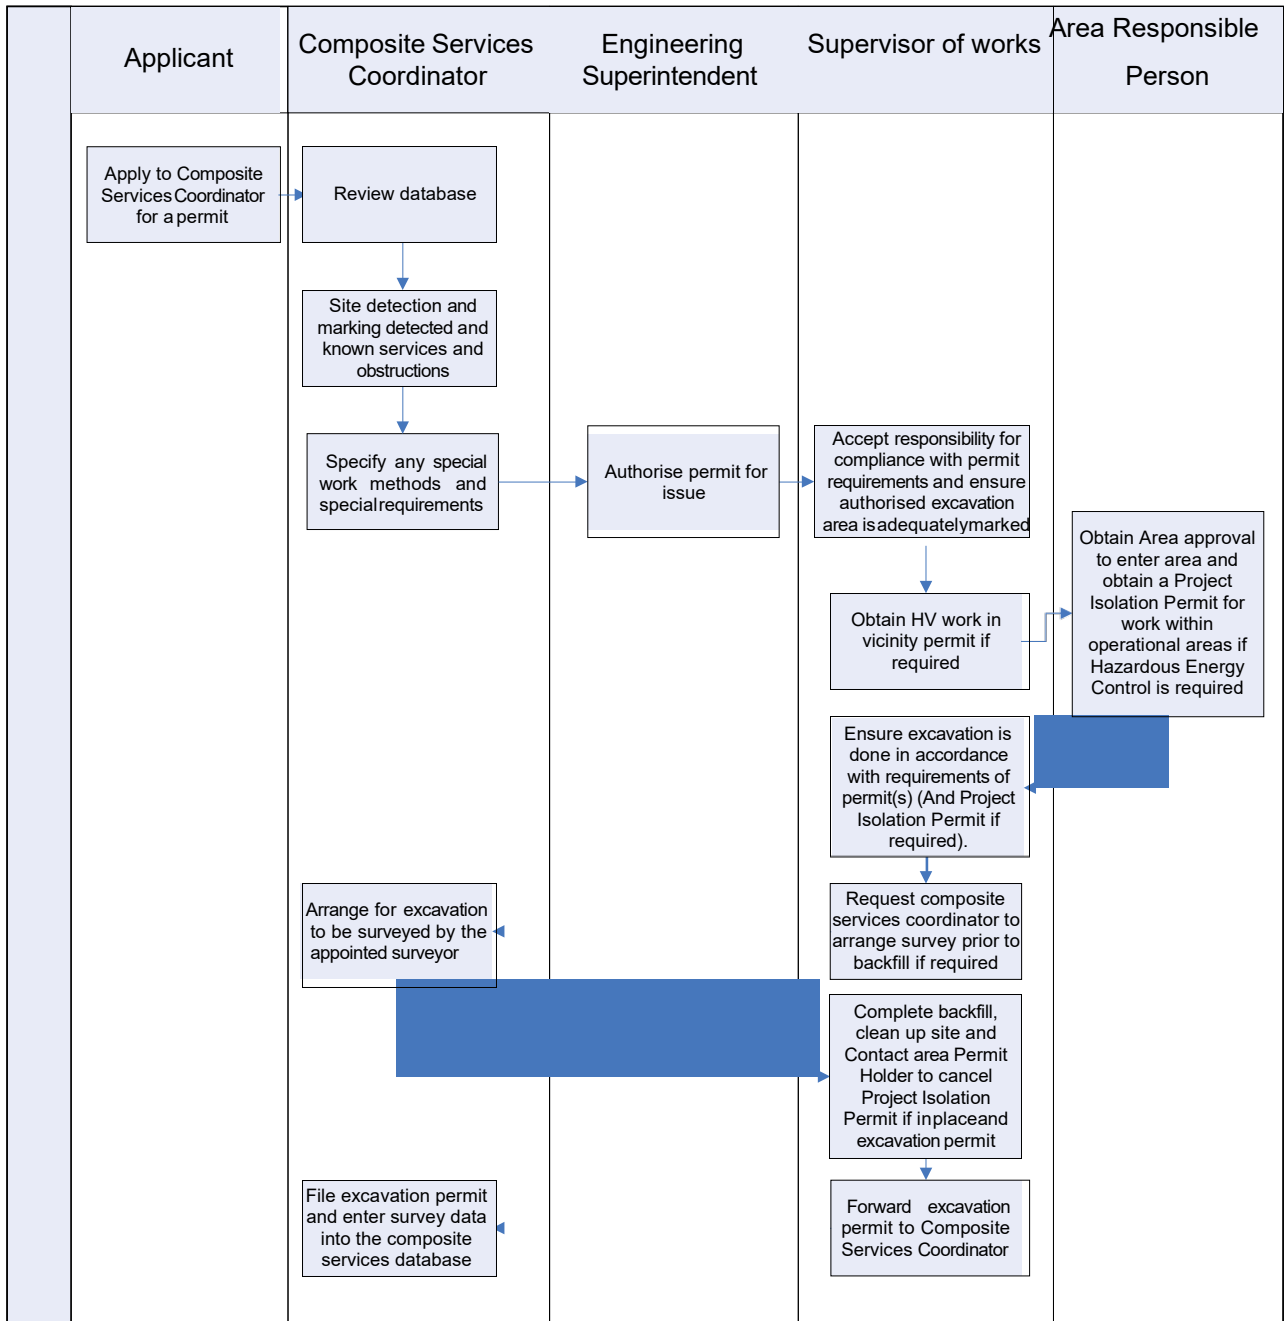 Applicant
Composite Services
Coordinator
Engineering
Superintendent
Supervisor of works
Area Responsible
Person
Apply to Composite
Services Coordinator
for a permit
Review database
Site detection and
marking detected and
known services and
obstructions
Specify any special
work methods and
special requirements
Authorise permit for
issue
Accept responsibility for
compliance with permit
requirements and ensure
authorised excavation
area is adequately marked
Obtain HV work in
vicinity permit if
required
Obtain Area approval
to enter area and
obtain a Project
Isolation Permit for
work within
operational areas if
Hazardous Energy
Control is required
Ensure excavation is
done in accordance
with requirements of
permit(s) (And Project
Isolation Permit if
required).
Request composite
services coordinator to
arrange survey prior to
backfill if required
Arrange for excavation
to be surveyed by the
appointed surveyor
Complete backfill,
clean up site and
Contact area Permit
Holder to cancel
Project Isolation
Permit if inplaceand
excavation permit
Forward excavation
permit to Composite
Services Coordinator
File excavation permit
and enter survey data
into the composite
services database